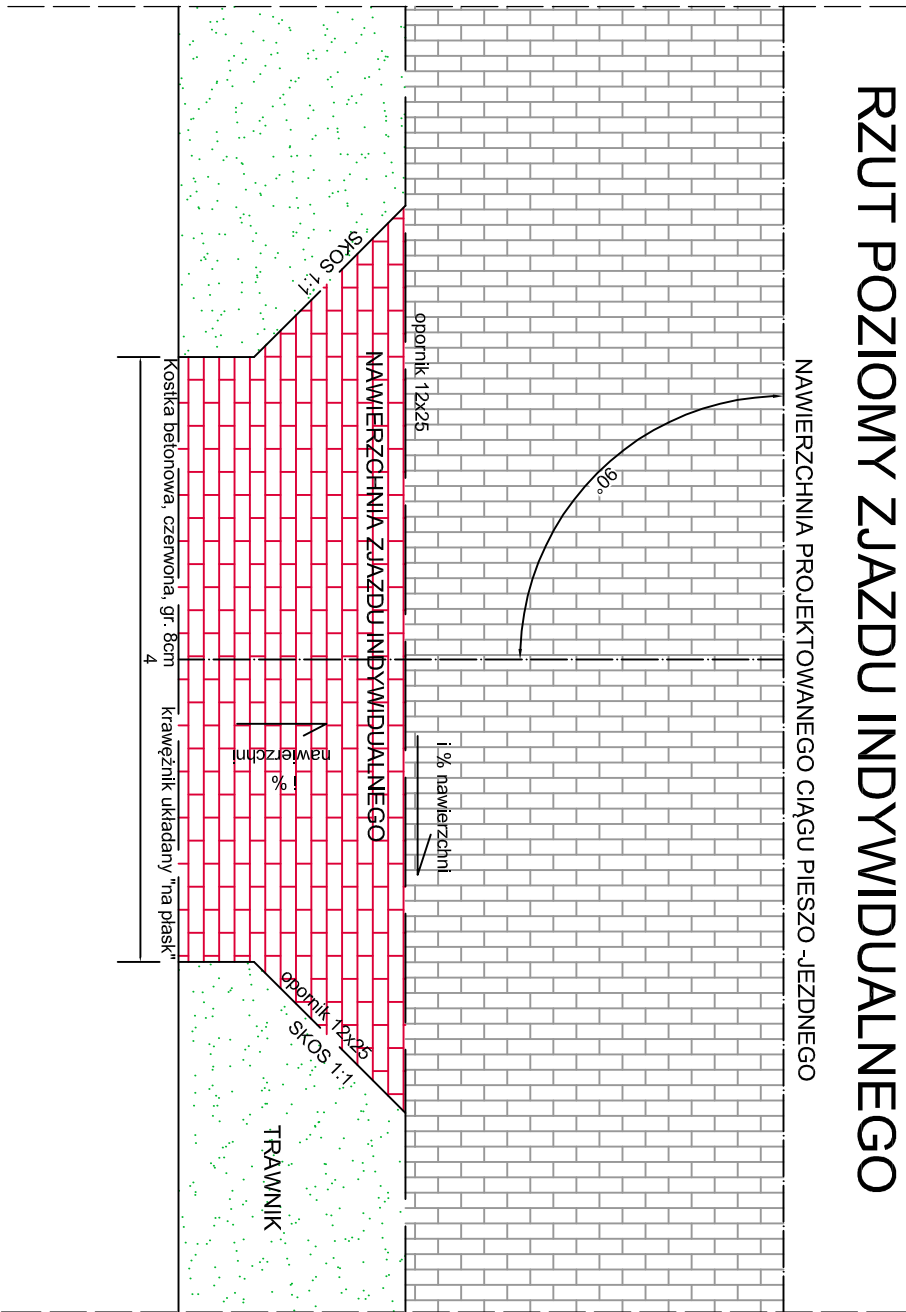 RZUT POZIOMY ZJAZDU INDYWIDUALNEGO
NAWIERZCHNIA PROJEKTOWANEGO CIĄGU PIESZO -JEZDNEGO
90°
i % nawierzchni
opornik 12x25
NAWIERZCHNIA ZJAZDU INDYWIDUALNEGO
SKOS 1:1
i %
nawierzchni
opornik 12x25
SKOS 1:1
TRAWNIK
Kostka betonowa, czerwona, gr. 8cm
krawężnik układany "na płask"
4